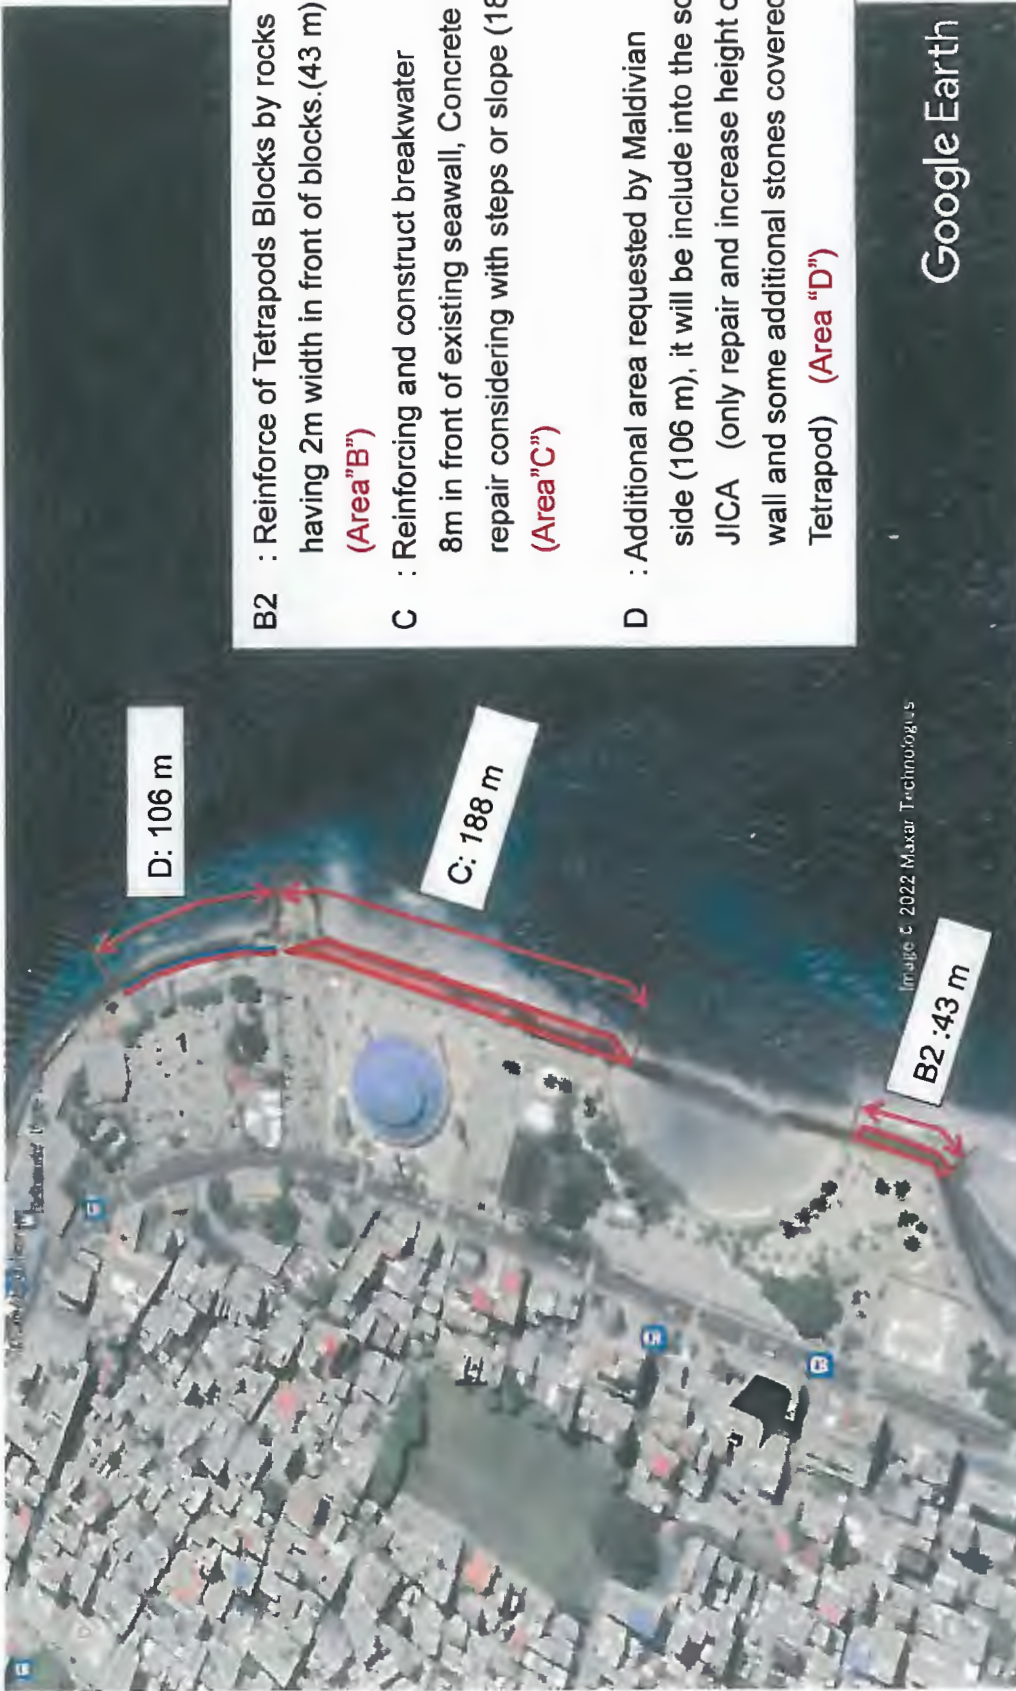 B2 : Reinforce of Tetrapods Blocks by rocks
having 2m width in front of blocks.(43 m)
(Area"B")
C : Reinforcing and construct breakwater
8m in front of existing seawall, Concrete
repair considering with steps or slope (18
(Area"C")
D : Additional area requested by Maldivian
side (106 m), it will be include into the
JICA (only repair and increase height
wall and some additional stones covered
Tetrapod) (Area "D")
D: 106 m
C: 188 m
B2 :43 m
Image © 2022 Maxar Technologies
Google Earth